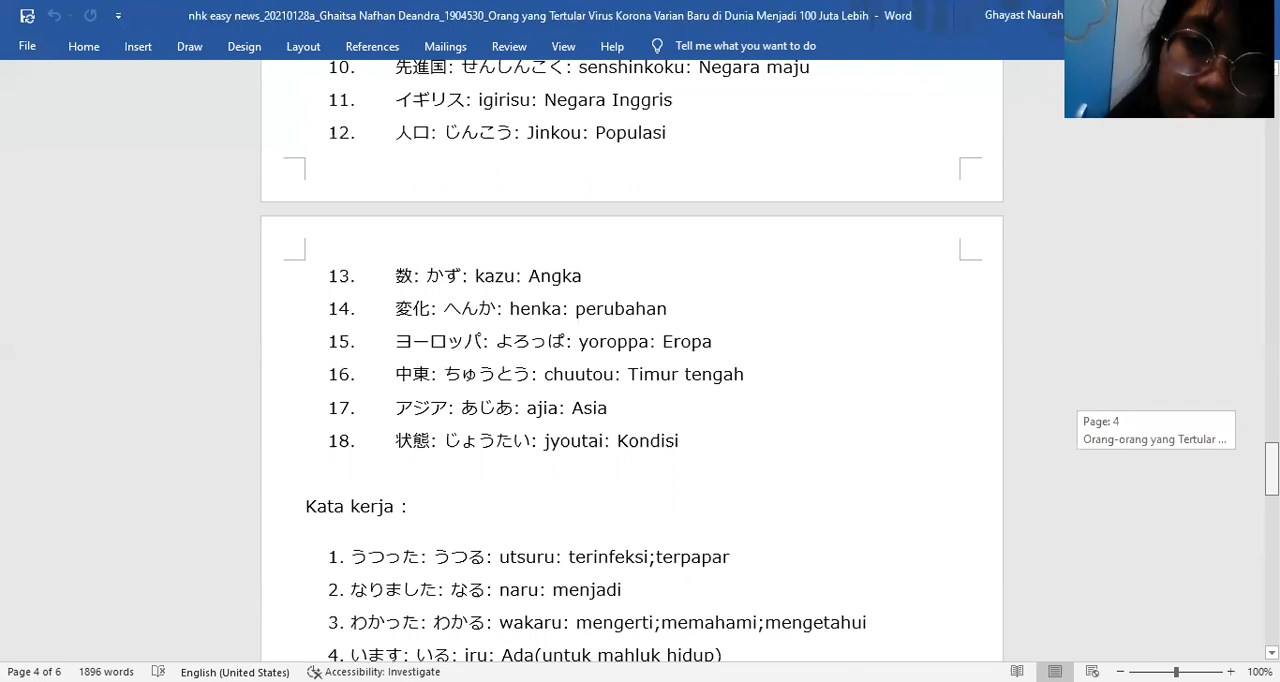 nhk easy news_20210128a_Ghaitsa Nafhan Deandra_1904530_Orang yang Tertular Virus Korona Varian Baru di Dunia Menjadi 100 Juta Lebih - Word
Ghayast Naurah
File Home Insert Draw Design Layout References Mailings Review View Help Tell me what you want to do
10. 先進国: せんしんこく: senshinkoku: Negara maju
11. イギリス: igirisu: Negara Inggris
12. 人口: じんこう: Jinkou: Populasi
13. 数: かず: kazu: Angka
14. 変化: へんか: henka: perubahan
15. ヨーロッパ: よろっぱ: yoroppa: Eropa
16. 中東: ちゅうとう: chuutou: Timur tengah
17. アジア: あじあ: ajia: Asia
18. 状態: じょうたい: jyoutai: Kondisi
Page: 4
Orang-orang yang Tertular ...
Kata kerja :
1. うつった: うつる: utsuru: terinfeksi;terpapar
2. なりました: なる: naru: menjadi
3. わかった: わかる: wakaru: mengerti;memahami;mengetahui
4. います: いる: iru: Ada(untuk mahluk hidup)
Page 4 of 6 1896 words English (United States) Accessibility: Investigate 100%